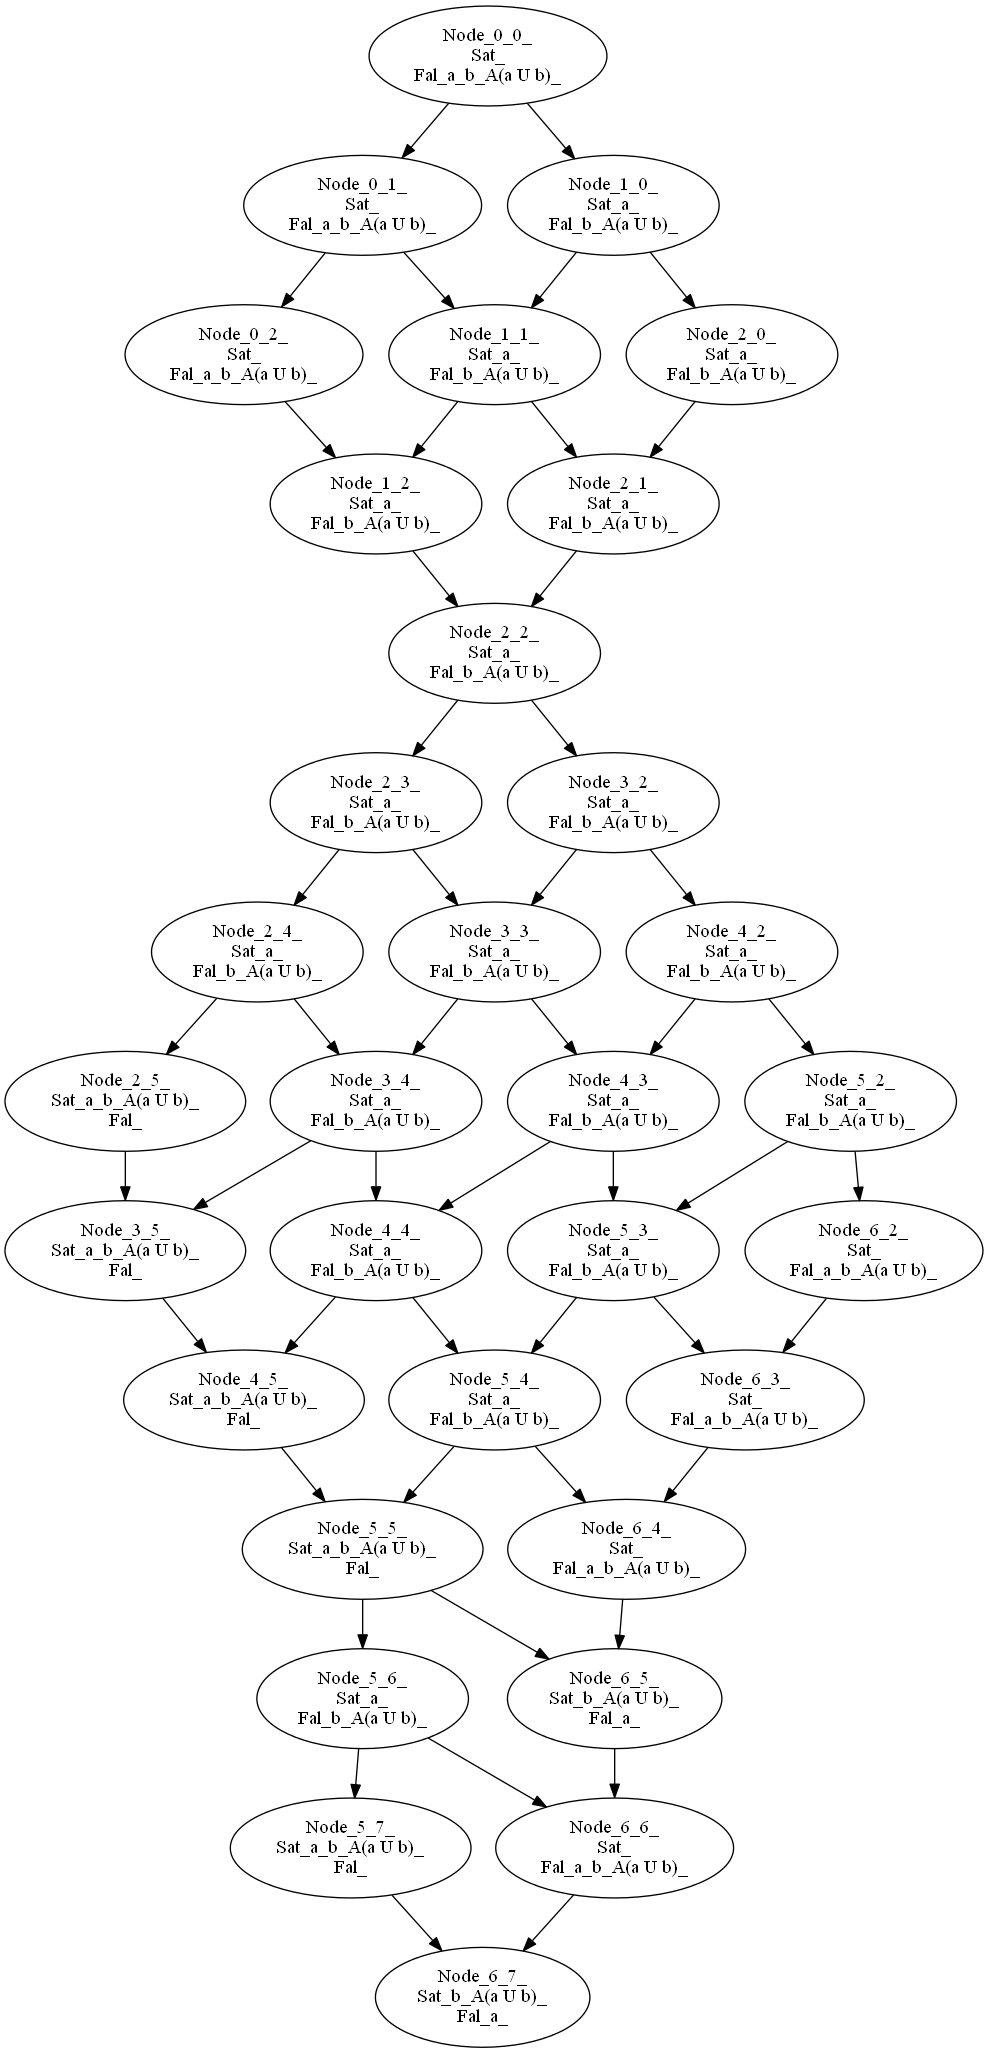 Node_0_0_
Sat_
Fal_a_b_A(a U b)_
Node_0_1_
Sat_
Fal_a_b_A(a U b)_
Node_1_0_
Sat_a_
Fal_b_A(a U b)_
Node_0_2_
Sat_
Fal_a_b_A(a U b)_
Node_1_1_
Sat_a_
Fal_b_A(a U b)_
Node_2_0_
Sat_a_
Fal_b_A(a U b)_
Node_1_2_
Sat_a_
Fal_b_A(a U b)_
Node_2_1_
Sat_a_
Fal_b_A(a U b)_
Node_2_2_
Sat_a_
Fal_b_A(a U b)_
Node_2_3_
Sat_a_
Fal_b_A(a U b)_
Node_3_2_
Sat_a_
Fal_b_A(a U b)_
Node_2_4_
Sat_a_
Fal_b_A(a U b)_
Node_3_3_
Sat_a_
Fal_b_A(a U b)_
Node_4_2_
Sat_a_
Fal_b_A(a U b)_
Node_2_5_
Sat_a_b_A(a U b)_
Fal_
Node_3_4_
Sat_a_
Fal_b_A(a U b)_
Node_4_3_
Sat_a_
Fal_b_A(a U b)_
Node_5_2_
Sat_a_
Fal_b_A(a U b)_
Node_3_5_
Sat_a_b_A(a U b)_
Fal_
Node_4_4_
Sat_a_
Fal_b_A(a U b)_
Node_5_3_
Sat_a_
Fal_b_A(a U b)_
Node_6_2_
Sat_
Fal_a_b_A(a U b)_
Node_4_5_
Sat_a_b_A(a U b)_
Fal_
Node_5_4_
Sat_a_
Fal_b_A(a U b)_
Node_6_3_
Sat_
Fal_a_b_A(a U b)_
Node_5_5_
Sat_a_b_A(a U b)_
Fal_
Node_6_4_
Sat_
Fal_a_b_A(a U b)_
Node_5_6_
Sat_a_
Fal_b_A(a U b)_
Node_6_5_
Sat_b_A(a U b)_
Fal_a_
Node_5_7_
Sat_a_b_A(a U b)_
Fal_
Node_6_6_
Sat_
Fal_a_b_A(a U b)_
Node_6_7_
Sat_b_A(a U b)_
Fal_a_